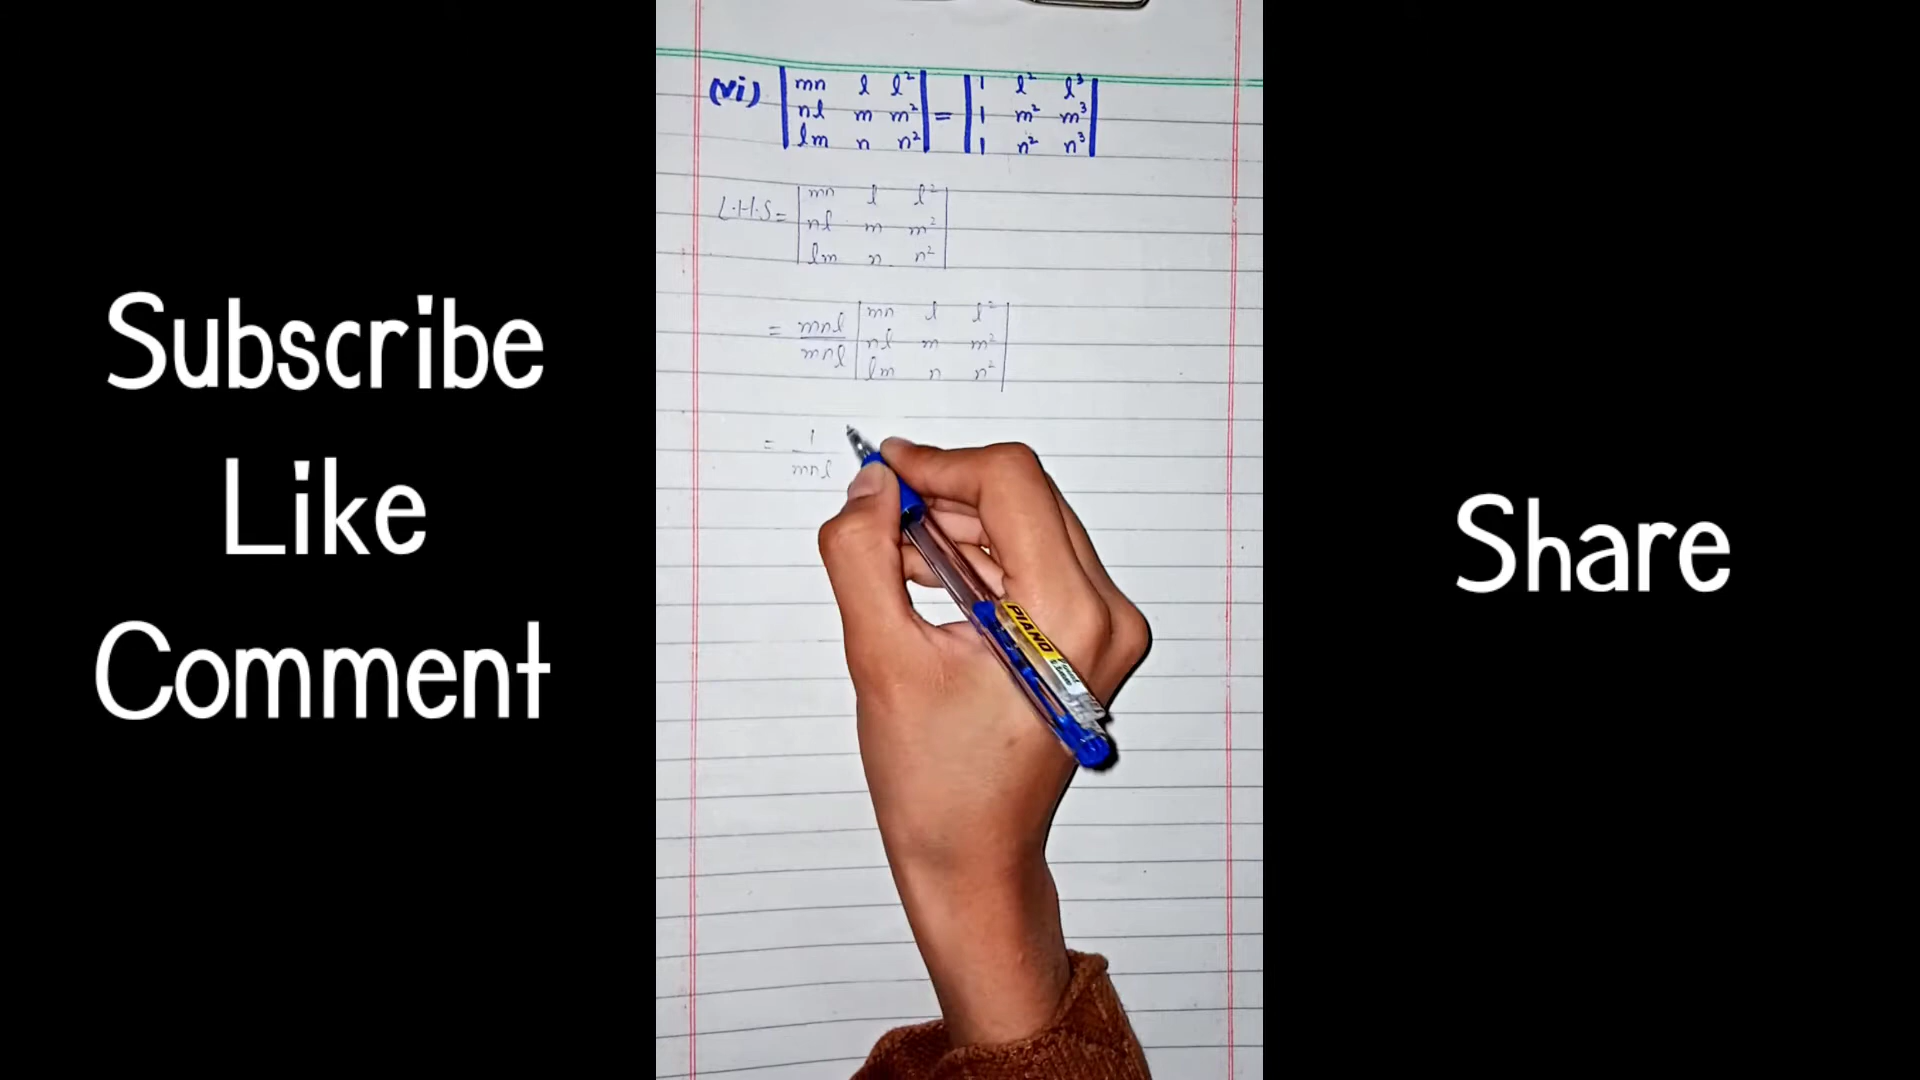 Subscribe
Like
Comment
(vi) | mn l l² | = | 1 l² l³ |
| nl m m² | | 1 m² m³ |
| lm n n² | | 1 n² n³ |
L.H.S = | mn l l² |
| nl m m² |
| lm n n² |
= mnl/mnl | mn l l² |
| nl m m² |
| lm n n² |
= 1/mnl
PIANO
Share